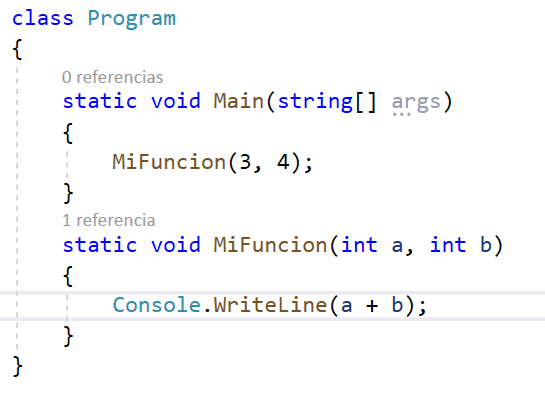 class Program
{
0 referencias
static void Main(string[] args)
{
MiFuncion(3, 4);
}
1 referencia
static void MiFuncion(int a, int b)
{
Console.WriteLine(a + b);
}
}